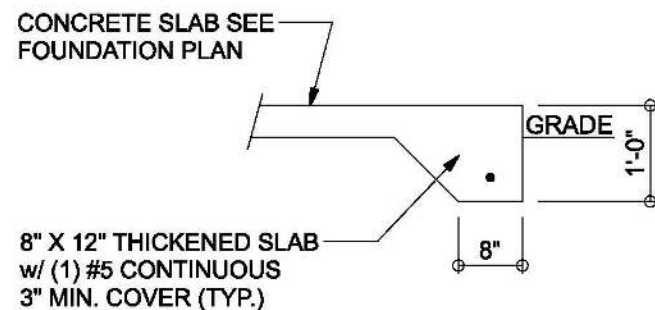 CONCRETE SLAB SEE
FOUNDATION PLAN
GRADE
1'-0"
8" X 12" THICKENED SLAB
w/ (1) #5 CONTINUOUS
3" MIN. COVER (TYP.)
8"